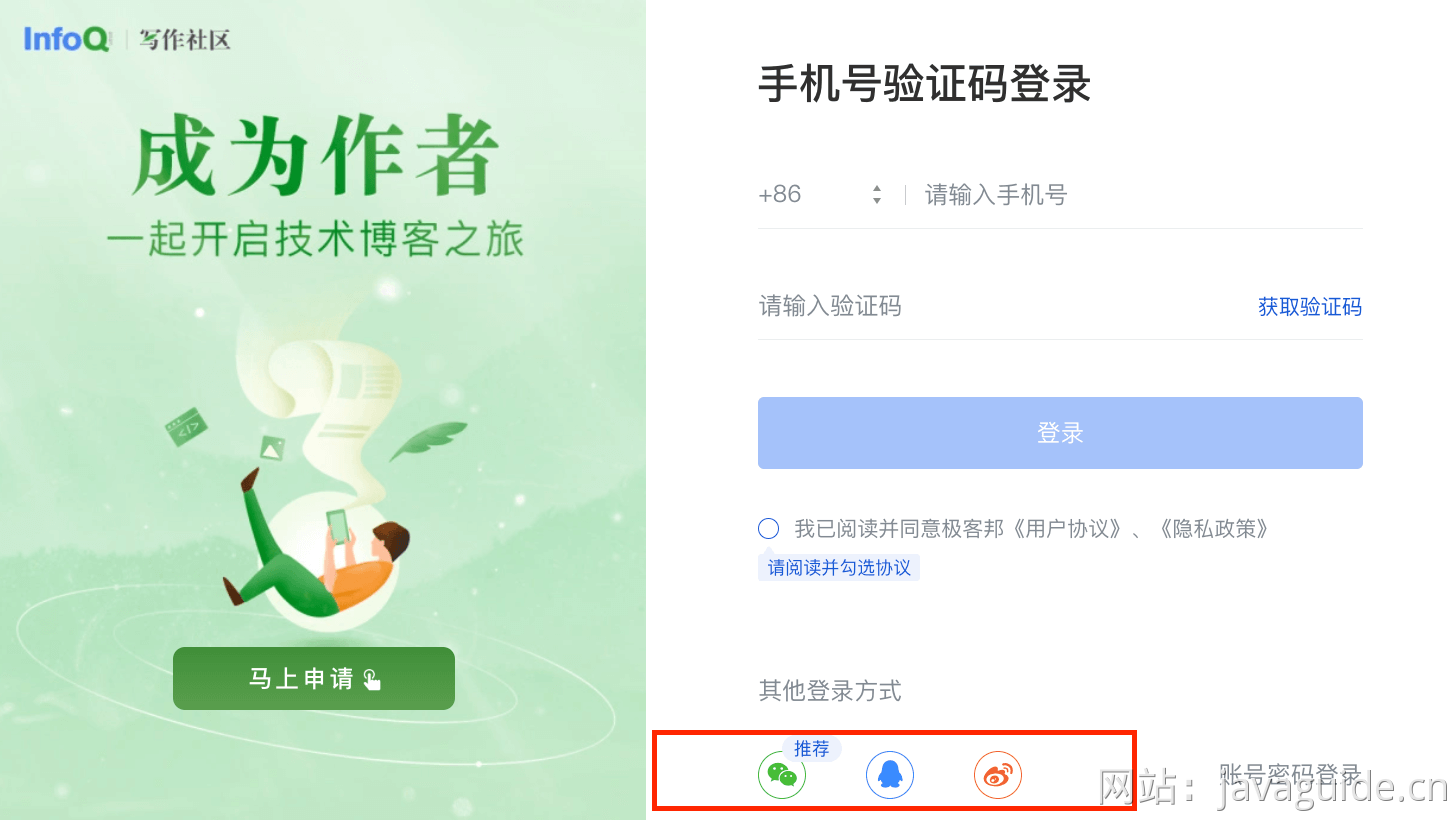 InfoQ 写作社区
成为作者
一起开启技术博客之旅
马上申请
手机号验证码登录
+86 请输入手机号
请输入验证码 获取验证码
登录
我已阅读并同意极客邦《用户协议》、《隐私政策》
请阅读并勾选协议
其他登录方式
推荐
账号密码登录
网站：javaguide.cn